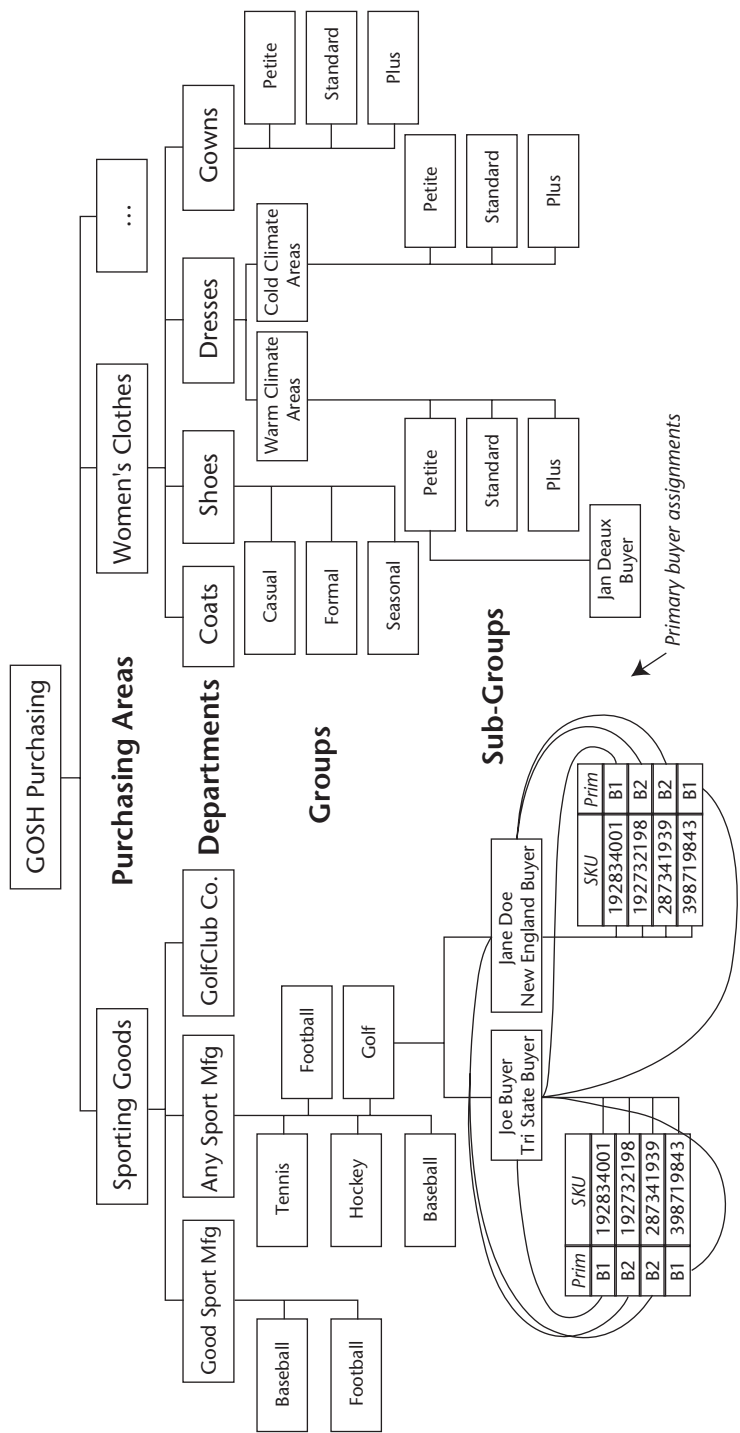 GOSH Purchasing
Purchasing Areas
Sporting Goods
Women's Clothes
...
Departments
Good Sport Mfg
Any Sport Mfg
GolfClub Co.
Coats
Shoes
Dresses
Gowns
Groups
Baseball
Football
Tennis
Hockey
Baseball
Football
Golf
Casual
Formal
Seasonal
Warm Climate
Areas
Cold Climate
Areas
Petite
Standard
Plus
Sub-Groups
Joe Buyer
Tri State Buyer
Jane Doe
New England Buyer
Petite
Standard
Plus
Petite
Standard
Plus
Jan Deaux
Buyer
Primary buyer assignments
Prim SKU
B1 192834001
B2 192732198
B2 287341939
B1 398719843
SKU Prim
192834001 B1
192732198 B2
287341939 B2
398719843 B1